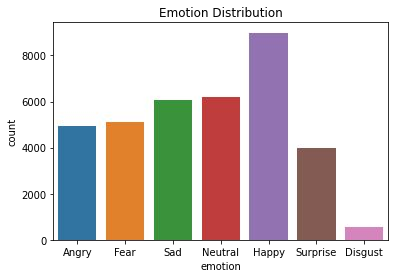 Emotion Distribution
8000
6000
4000
2000
0
count
Angry Fear Sad Neutral Happy Surprise Disgust
emotion